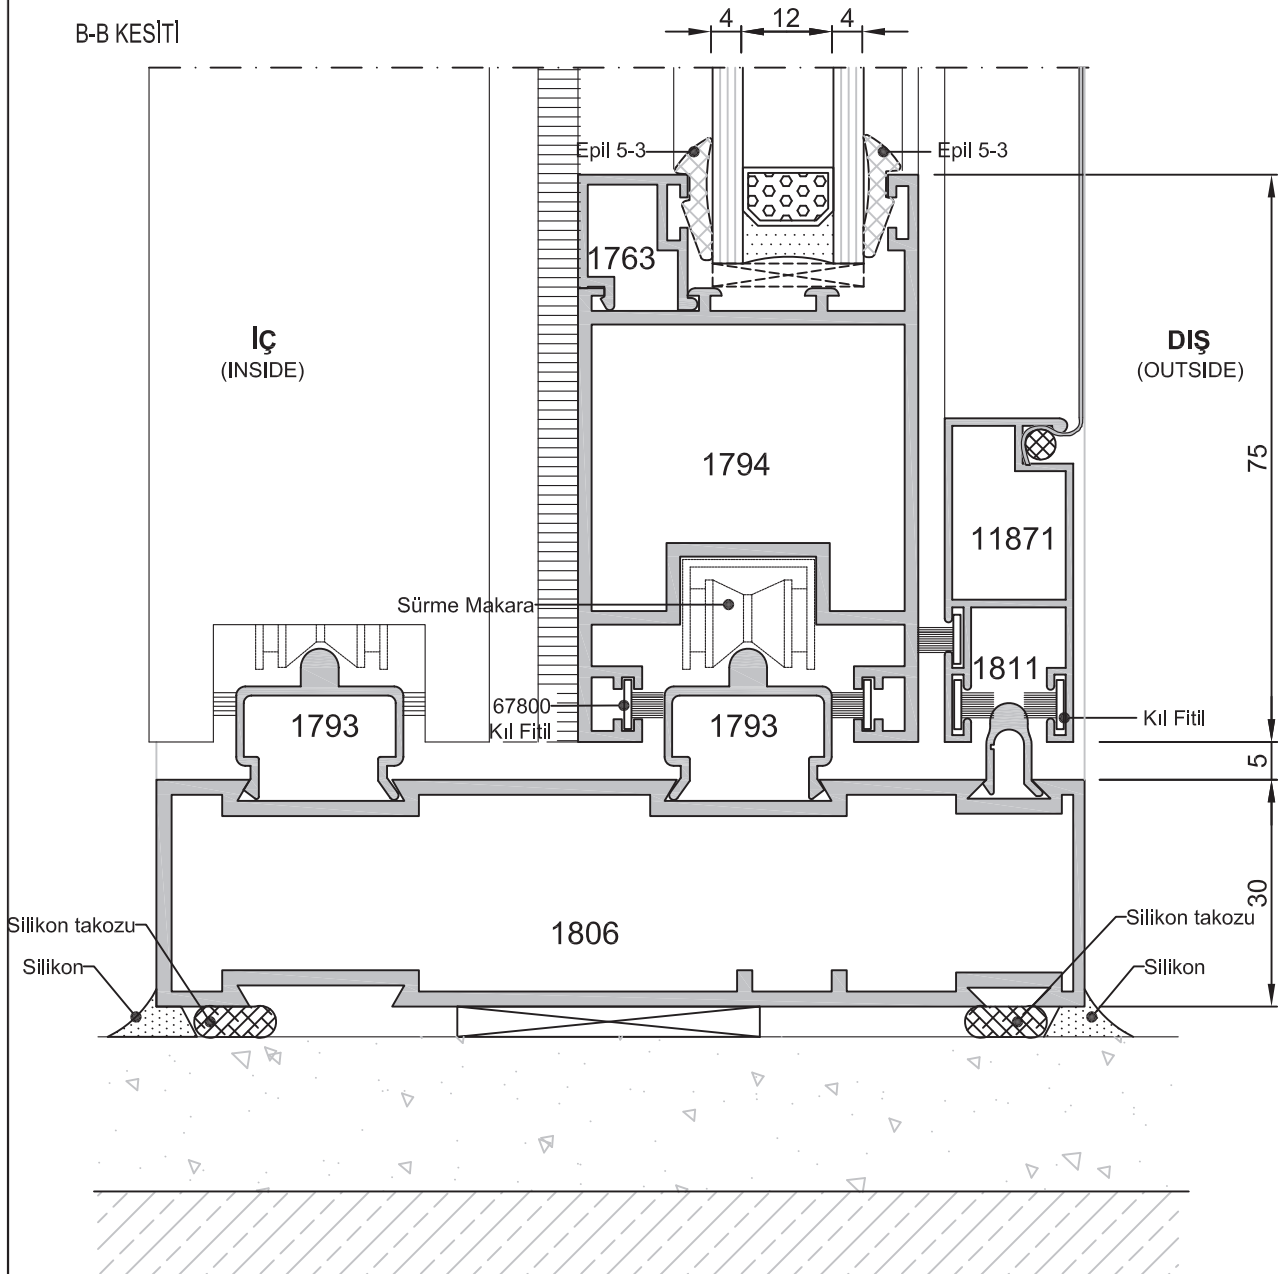 B-B KESİTİ
4
12
4
Epil 5-3
Epil 5-3
1763
İÇ
(INSIDE)
DIŞ
(OUTSIDE)
1794
75
11871
Sürme Makara
1811
67800
Kıl Fitil
1793
1793
Kıl Fitil
5
30
Silikon takozu
1806
Silikon takozu
Silikon
Silikon